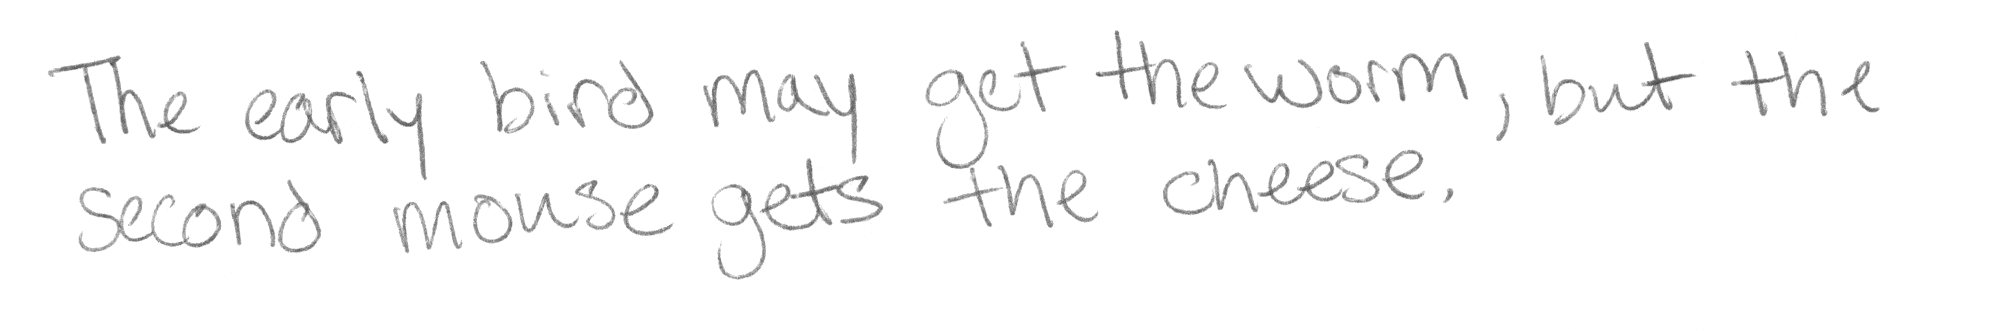 The early bird may get the worm, but the
second mouse gets the cheese.